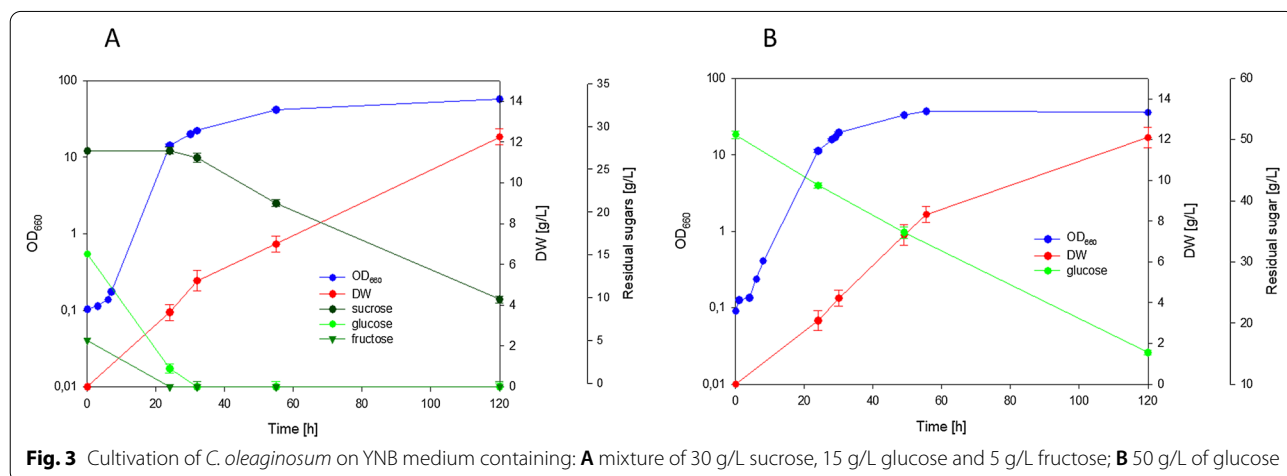 A
B
100
10
1
0,1
0,01
OD660
0
20
40
60
80
100
120
Time [h]
14
12
10
8
6
4
2
0
DW [g/L]
35
30
25
20
15
10
5
0
Residual sugars [g/L]
OD660
DW
sucrose
glucose
fructose
100
10
1
0,1
0,01
OD660
0
20
40
60
80
100
120
Time [h]
14
12
10
8
6
4
2
0
DW [g/L]
60
50
40
30
20
10
Residual sugar [g/L]
OD660
DW
glucose
Fig. 3 Cultivation of C. oleaginosum on YNB medium containing: A mixture of 30 g/L sucrose, 15 g/L glucose and 5 g/L fructose; B 50 g/L of glucose